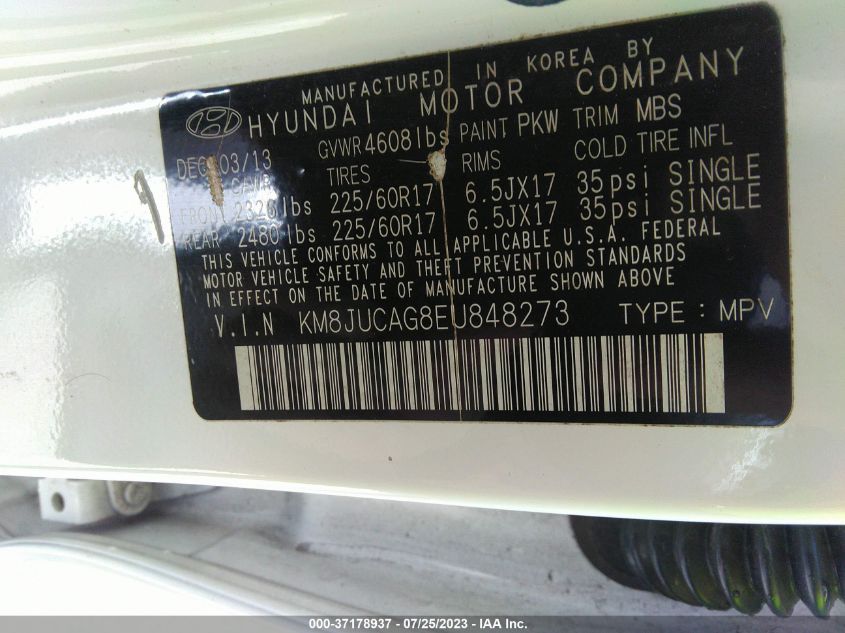 MANUFACTURED IN KOREA BY
HYUNDAI MOTOR COMPANY
DEC/03/13 GVWR 4608lbs PAINT PKW TRIM MBS
GAWR TIRES RIMS COLD TIRE INFL
FRONT 2326 lbs 225/60R17 6.5JX17 35psi SINGLE
REAR 2480 lbs 225/60R17 6.5JX17 35psi SINGLE
THIS VEHICLE CONFORMS TO ALL APPLICABLE U.S.A. FEDERAL
MOTOR VEHICLE SAFETY AND THEFT PREVENTION STANDARDS
IN EFFECT ON THE DATE OF MANUFACTURE SHOWN ABOVE
V.I.N KM8JUCAG8EU848273 TYPE : MPV
000-37178937 - 07/25/2023 - IAA Inc.